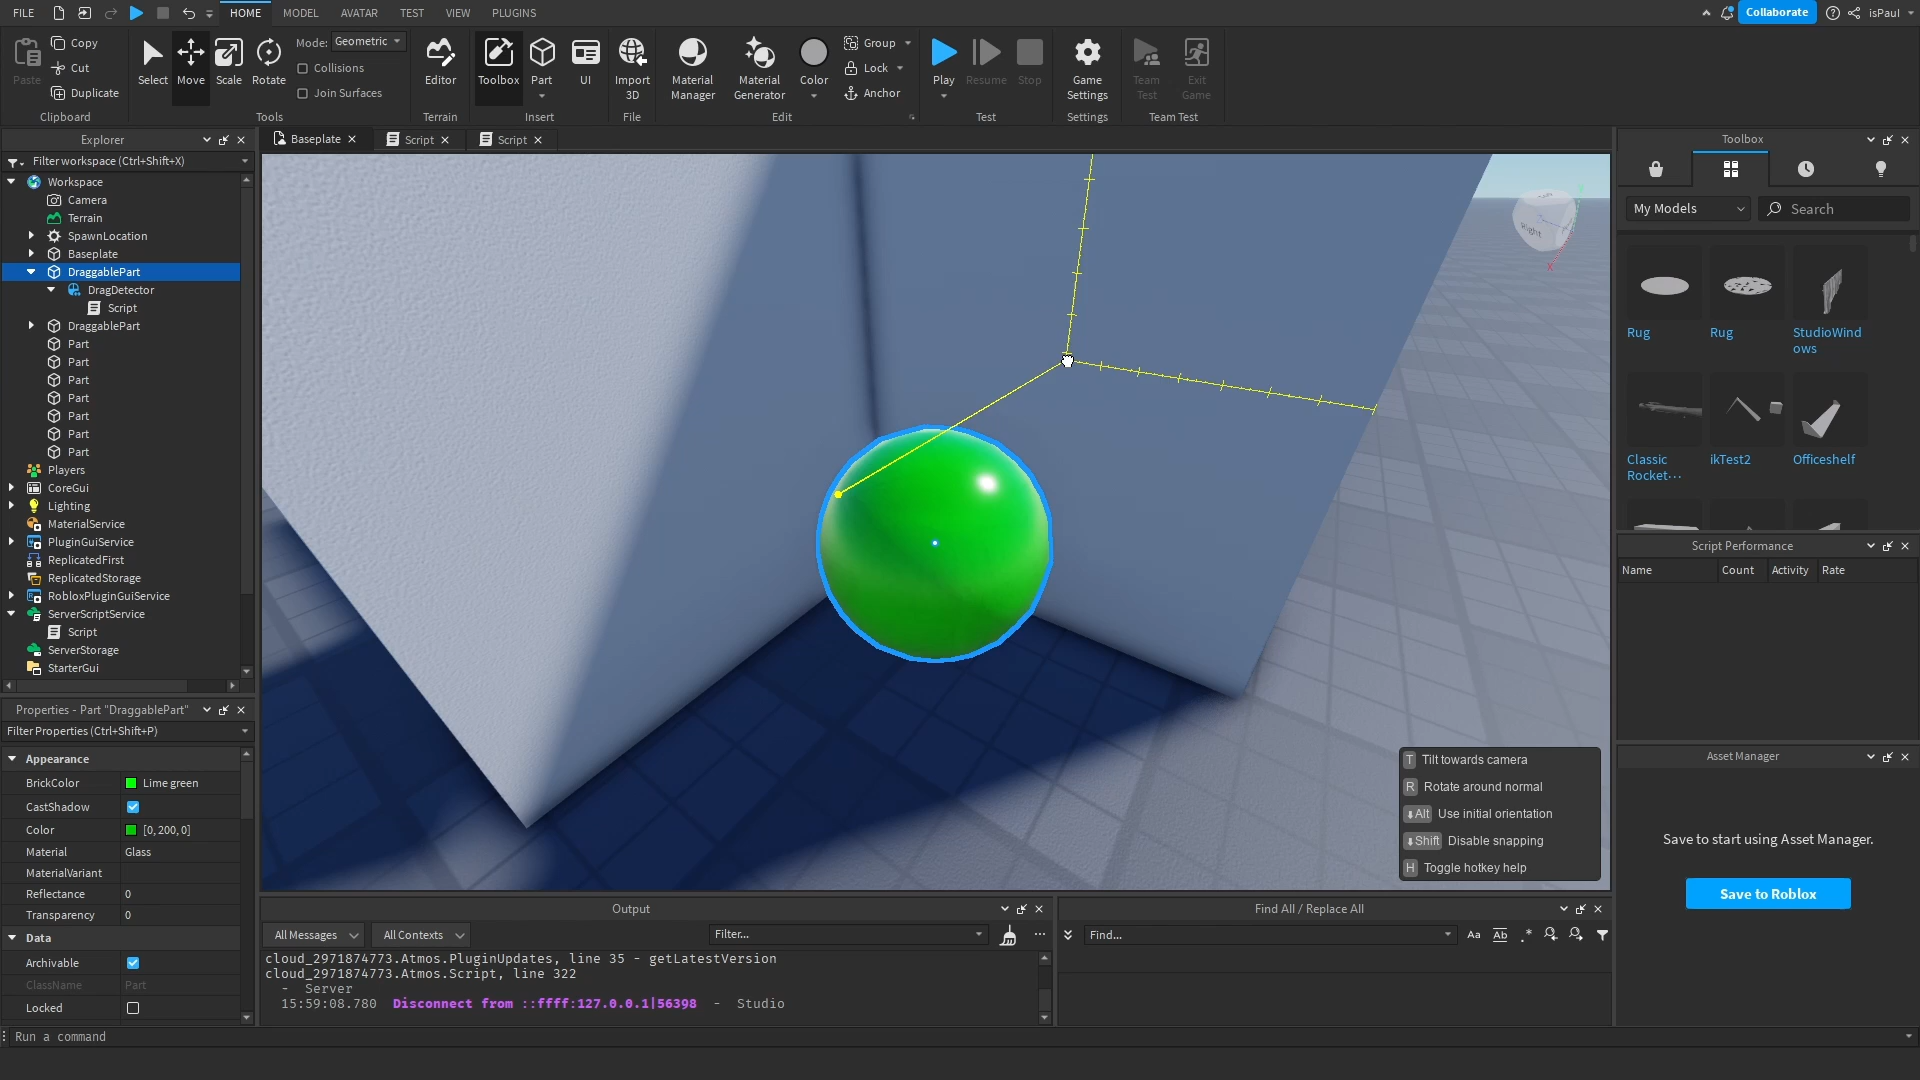 FILE
HOME
MODEL
AVATAR
TEST
VIEW
PLUGINS
Collaborate
isPaul
Paste
Copy
Cut
Duplicate
Clipboard
Select
Move
Scale
Rotate
Mode: Geometric
Collisions
Join Surfaces
Tools
Editor
Terrain
Toolbox
Part
UI
Insert
Import
3D
File
Material
Manager
Material
Generator
Color
Group
Lock
Anchor
Edit
Play
Resume
Stop
Test
Game
Settings
Settings
Team
Test
Exit
Game
Team Test
Explorer
Filter workspace (Ctrl+Shift+X)
Workspace
Camera
Terrain
SpawnLocation
Baseplate
DraggablePart
DragDetector
Script
DraggablePart
Part
Part
Part
Part
Part
Part
Part
Players
CoreGui
Lighting
MaterialService
PluginGuiService
ReplicatedFirst
ReplicatedStorage
RobloxPluginGuiService
ServerScriptService
Script
ServerStorage
StarterGui
Properties - Part "DraggablePart"
Filter Properties (Ctrl+Shift+P)
Appearance
BrickColor Lime green
CastShadow
Color [0, 200, 0]
Material Glass
MaterialVariant
Reflectance 0
Transparency 0
Data
Archivable
ClassName Part
Locked
Baseplate
Script
Script
Right
X
T Tilt towards camera
R Rotate around normal
Alt Use initial orientation
Shift Disable snapping
H Toggle hotkey help
Output
All Messages
All Contexts
Filter...
cloud_2971874773.Atmos.PluginUpdates, line 35 - getLatestVersion
cloud_2971874773.Atmos.Script, line 322
- Server
15:59:08.780 Disconnect from ::ffff:127.0.0.1|56398 - Studio
Find All / Replace All
Find...
Aa
Ab
.*
Toolbox
My Models
Search
Rug
Rug
StudioWind
ows
Classic
Rocket···
ikTest2
Officeshelf
Script Performance
Name Count Activity Rate
Asset Manager
Save to start using Asset Manager.
Save to Roblox
Run a command